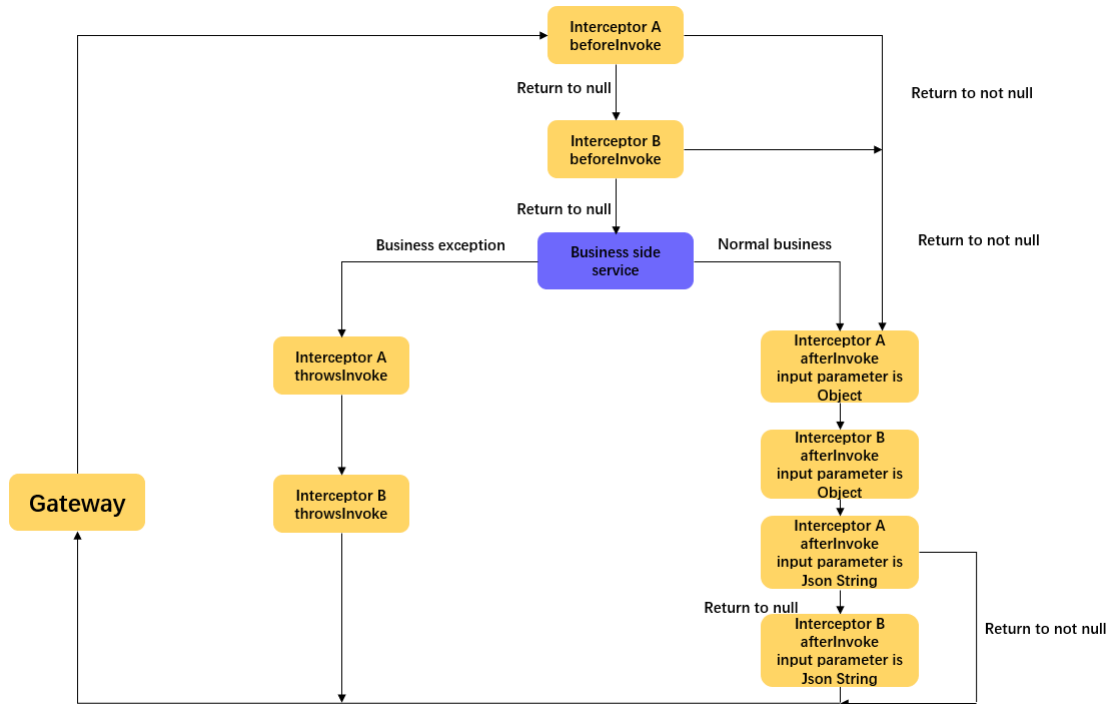 Interceptor A
beforeInvoke
Return to null
Return to not null
Interceptor B
beforeInvoke
Return to null
Return to not null
Business exception
Business side
service
Normal business
Interceptor A
throwsInvoke
Interceptor A
afterInvoke
input parameter is
Object
Interceptor B
afterInvoke
input parameter is
Object
Gateway
Interceptor B
throwsInvoke
Interceptor A
afterInvoke
input parameter is
Json String
Return to null
Return to not null
Interceptor B
afterInvoke
input parameter is
Json String